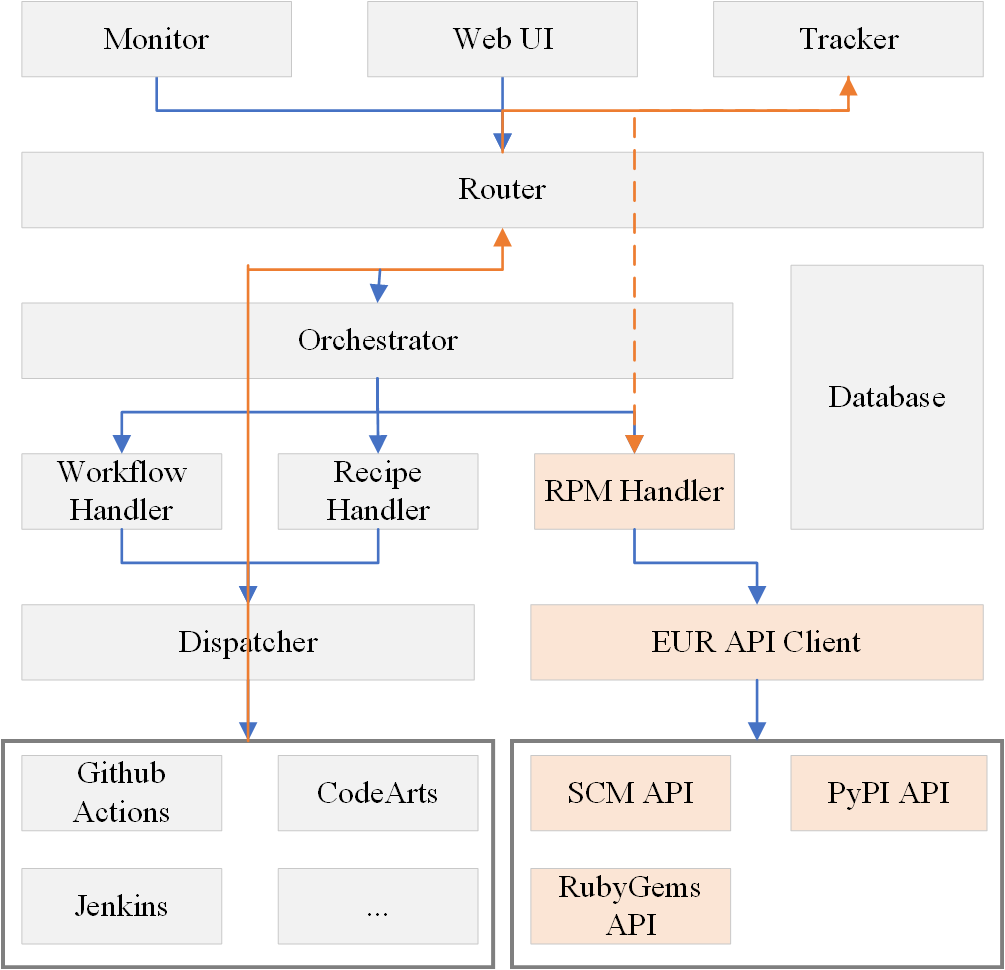 Monitor
Web UI
Tracker
Router
Orchestrator
Database
Workflow
Handler
Recipe
Handler
RPM Handler
Dispatcher
EUR API Client
Github
Actions
CodeArts
SCM API
PyPI API
Jenkins
...
RubyGems
API